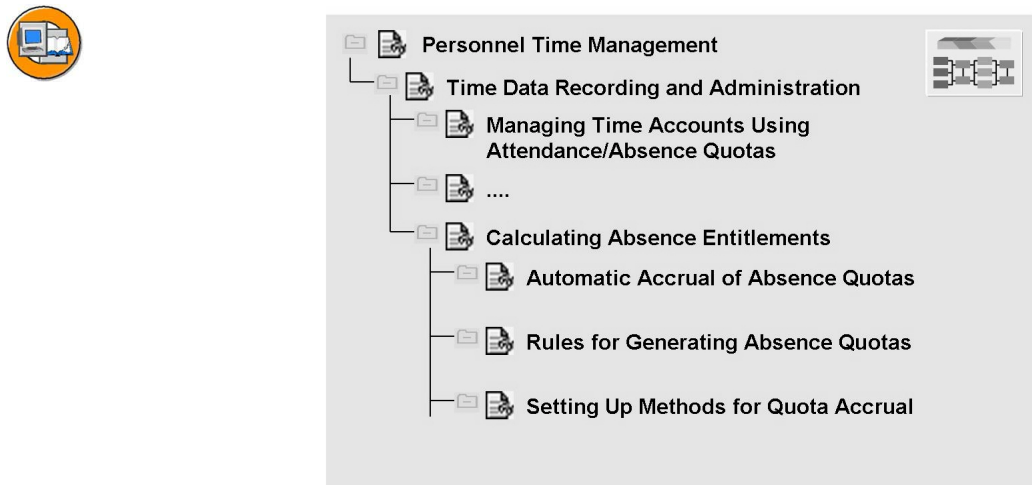 Personnel Time Management
Time Data Recording and Administration
Managing Time Accounts Using
Attendance/Absence Quotas
....
Calculating Absence Entitlements
Automatic Accrual of Absence Quotas
Rules for Generating Absence Quotas
Setting Up Methods for Quota Accrual